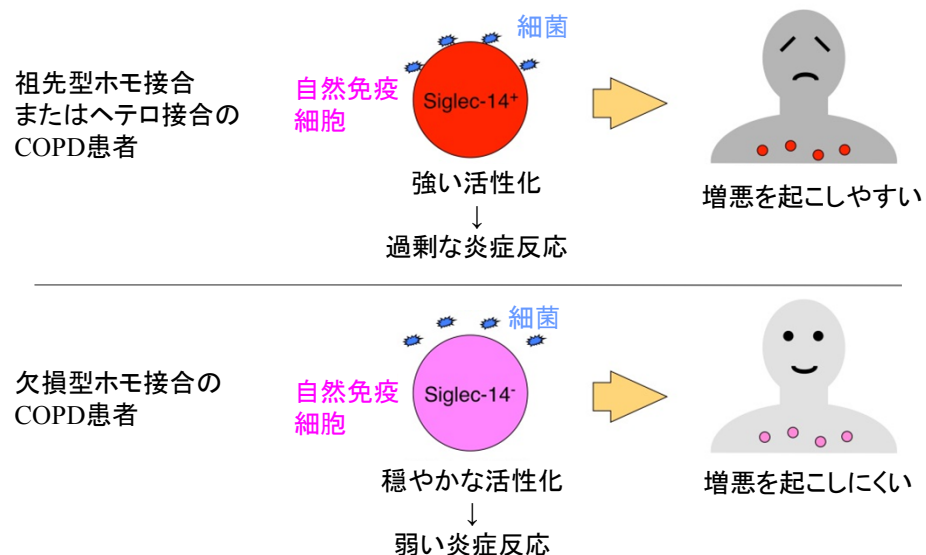 細菌
祖先型ホモ接合
またはヘテロ接合の
COPD患者
自然免疫
細胞
Siglec-14⁺
強い活性化
↓
過剰な炎症反応
増悪を起こしやすい
細菌
欠損型ホモ接合の
COPD患者
自然免疫
細胞
Siglec-14⁻
穏やかな活性化
↓
弱い炎症反応
増悪を起こしにくい